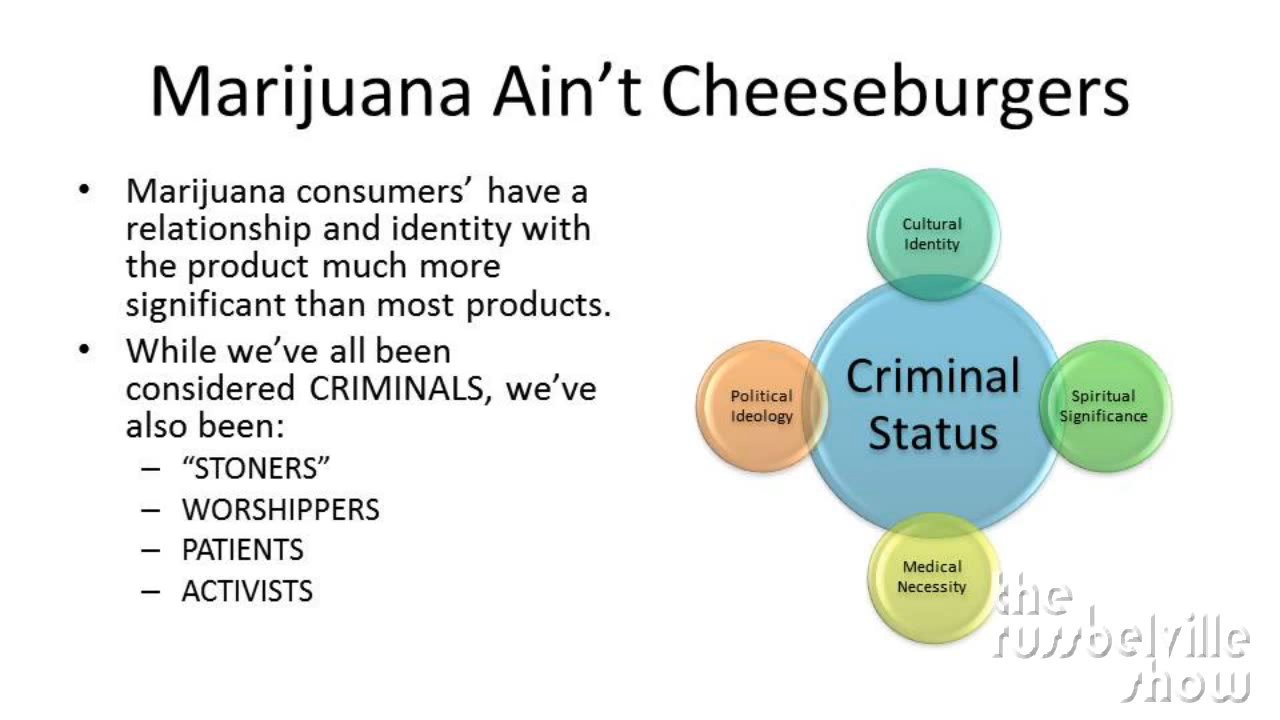 Marijuana Ain’t Cheeseburgers
• Marijuana consumers’ have a
relationship and identity with
the product much more
significant than most products.
• While we’ve all been
considered CRIMINALS, we’ve
also been:
– “STONERS”
– WORSHIPPERS
– PATIENTS
– ACTIVISTS
Cultural
Identity
Political
Ideology
Criminal
Status
Spiritual
Significance
Medical
Necessity
the
russbelville
show